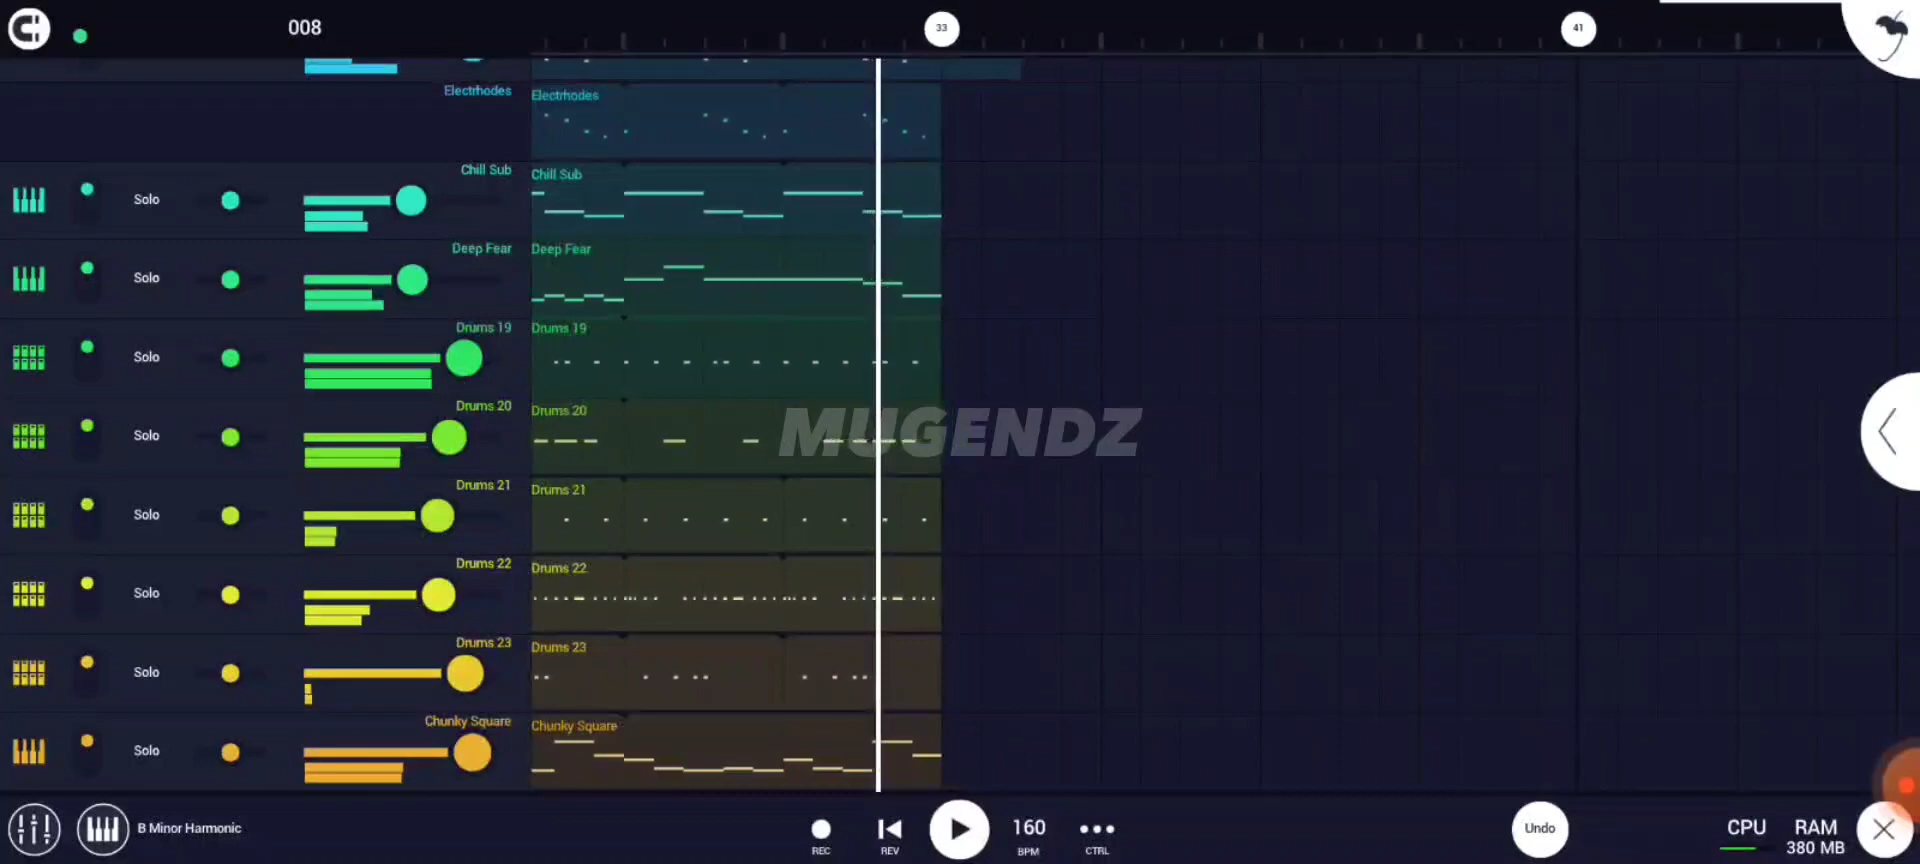 008
33
41
Electrhodes
Electrhodes
Chill Sub
Chill Sub
Solo
Deep Fear
Deep Fear
Solo
Drums 19
Drums 19
Solo
Drums 20
Drums 20
Solo
MUGENDZ
Drums 21
Drums 21
Solo
Drums 22
Drums 22
Solo
Drums 23
Drums 23
Solo
Chunky Square
Chunky Square
Solo
B Minor Harmonic
REC
REV
160
BPM
CTRL
Undo
CPU
RAM
380 MB